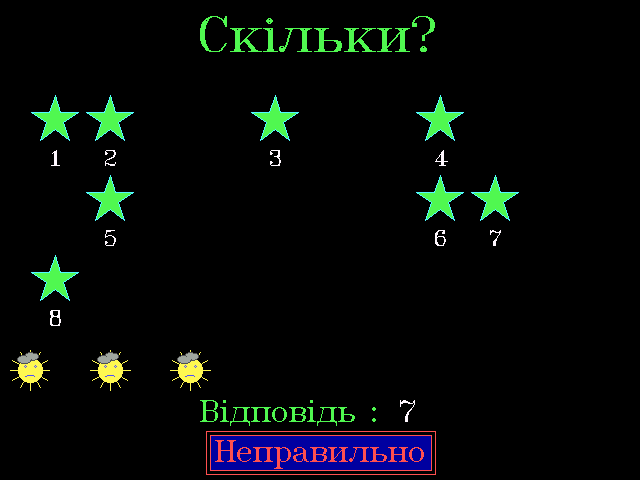 Скільки?
1 2 3 4
5 6 7
8
Відповідь : 7
Неправильно